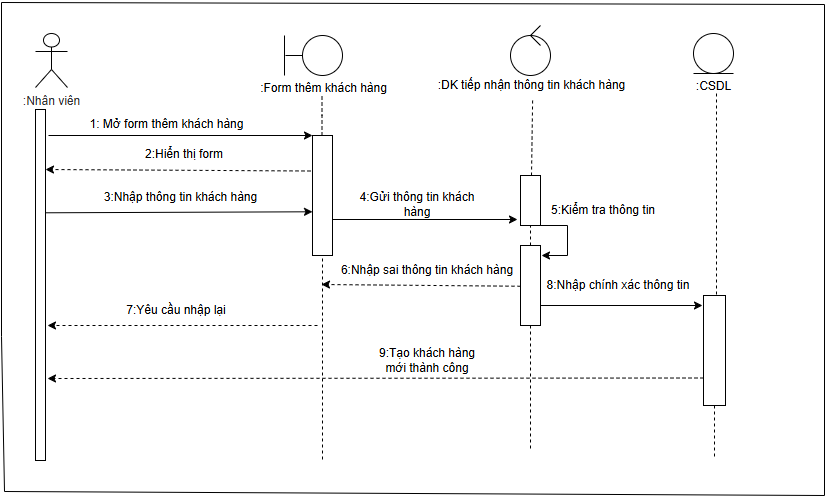 :Nhân viên
:Form thêm khách hàng
:DK tiếp nhận thông tin khách hàng
:CSDL
1: Mở form thêm khách hàng
2:Hiển thị form
3:Nhập thông tin khách hàng
4:Gửi thông tin khách
hàng
5:Kiểm tra thông tin
6:Nhập sai thông tin khách hàng
8:Nhập chính xác thông tin
7:Yêu cầu nhập lại
9:Tạo khách hàng
mới thành công